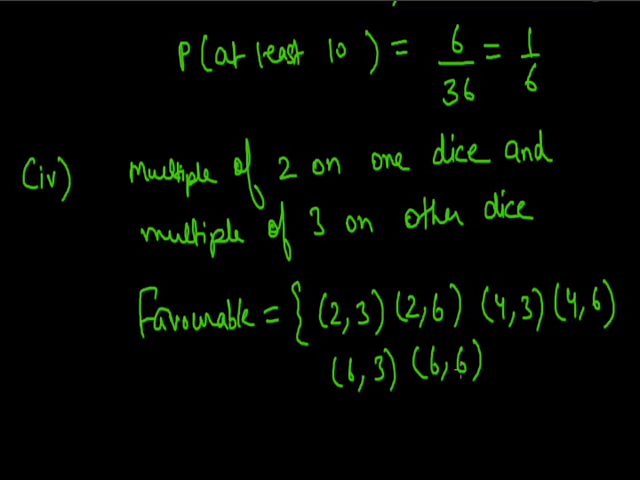 P(at least 10) = 6/36 = 1/6
(iv) Multiple of 2 on one dice and
multiple of 3 on other dice
Favourable = { (2,3) (2,6) (4,3) (4,6)
(6,3) (6,6)